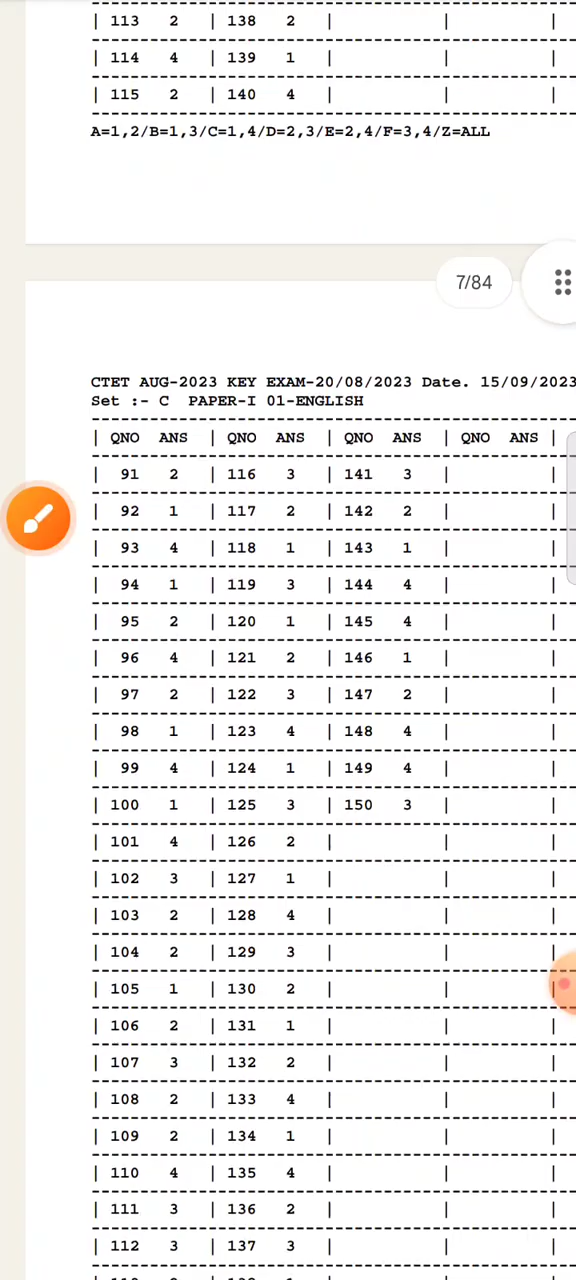 | 113 2 | 138 2 | | |
| 114 4 | 139 1 | | |
| 115 2 | 140 4 | | |
A=1,2/B=1,3/C=1,4/D=2,3/E=2,4/F=3,4/Z=ALL
7/84
CTET AUG-2023 KEY EXAM-20/08/2023 Date. 15/09/2023
Set :- C PAPER-I 01-ENGLISH
| QNO ANS | QNO ANS | QNO ANS | QNO ANS |
| 91 2 | 116 3 | 141 3 | |
| 92 1 | 117 2 | 142 2 | |
| 93 4 | 118 1 | 143 1 | |
| 94 1 | 119 3 | 144 4 | |
| 95 2 | 120 1 | 145 4 | |
| 96 4 | 121 2 | 146 1 | |
| 97 2 | 122 3 | 147 2 | |
| 98 1 | 123 4 | 148 4 | |
| 99 4 | 124 1 | 149 4 | |
| 100 1 | 125 3 | 150 3 | |
| 101 4 | 126 2 | | |
| 102 3 | 127 1 | | |
| 103 2 | 128 4 | | |
| 104 2 | 129 3 | | |
| 105 1 | 130 2 | | |
| 106 2 | 131 1 | | |
| 107 3 | 132 2 | | |
| 108 2 | 133 4 | | |
| 109 2 | 134 1 | | |
| 110 4 | 135 4 | | |
| 111 3 | 136 2 | | |
| 112 3 | 137 3 | | |